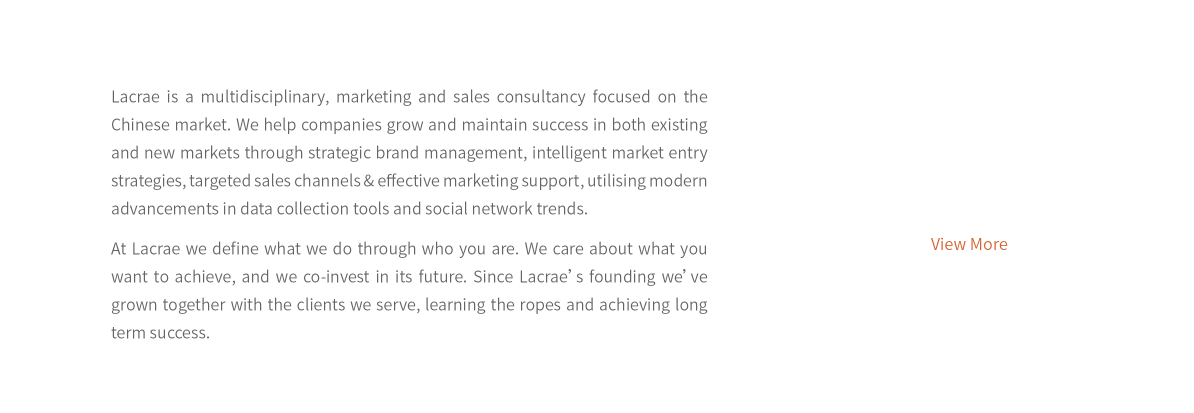 Lacrae is a multidisciplinary, marketing and sales consultancy focused on the
Chinese market. We help companies grow and maintain success in both existing
and new markets through strategic brand management, intelligent market entry
strategies, targeted sales channels & effective marketing support, utilising modern
advancements in data collection tools and social network trends.
At Lacrae we define what we do through who you are. We care about what you
want to achieve, and we co-invest in its future. Since Lacrae’s founding we’ve
grown together with the clients we serve, learning the ropes and achieving long
term success.
View More